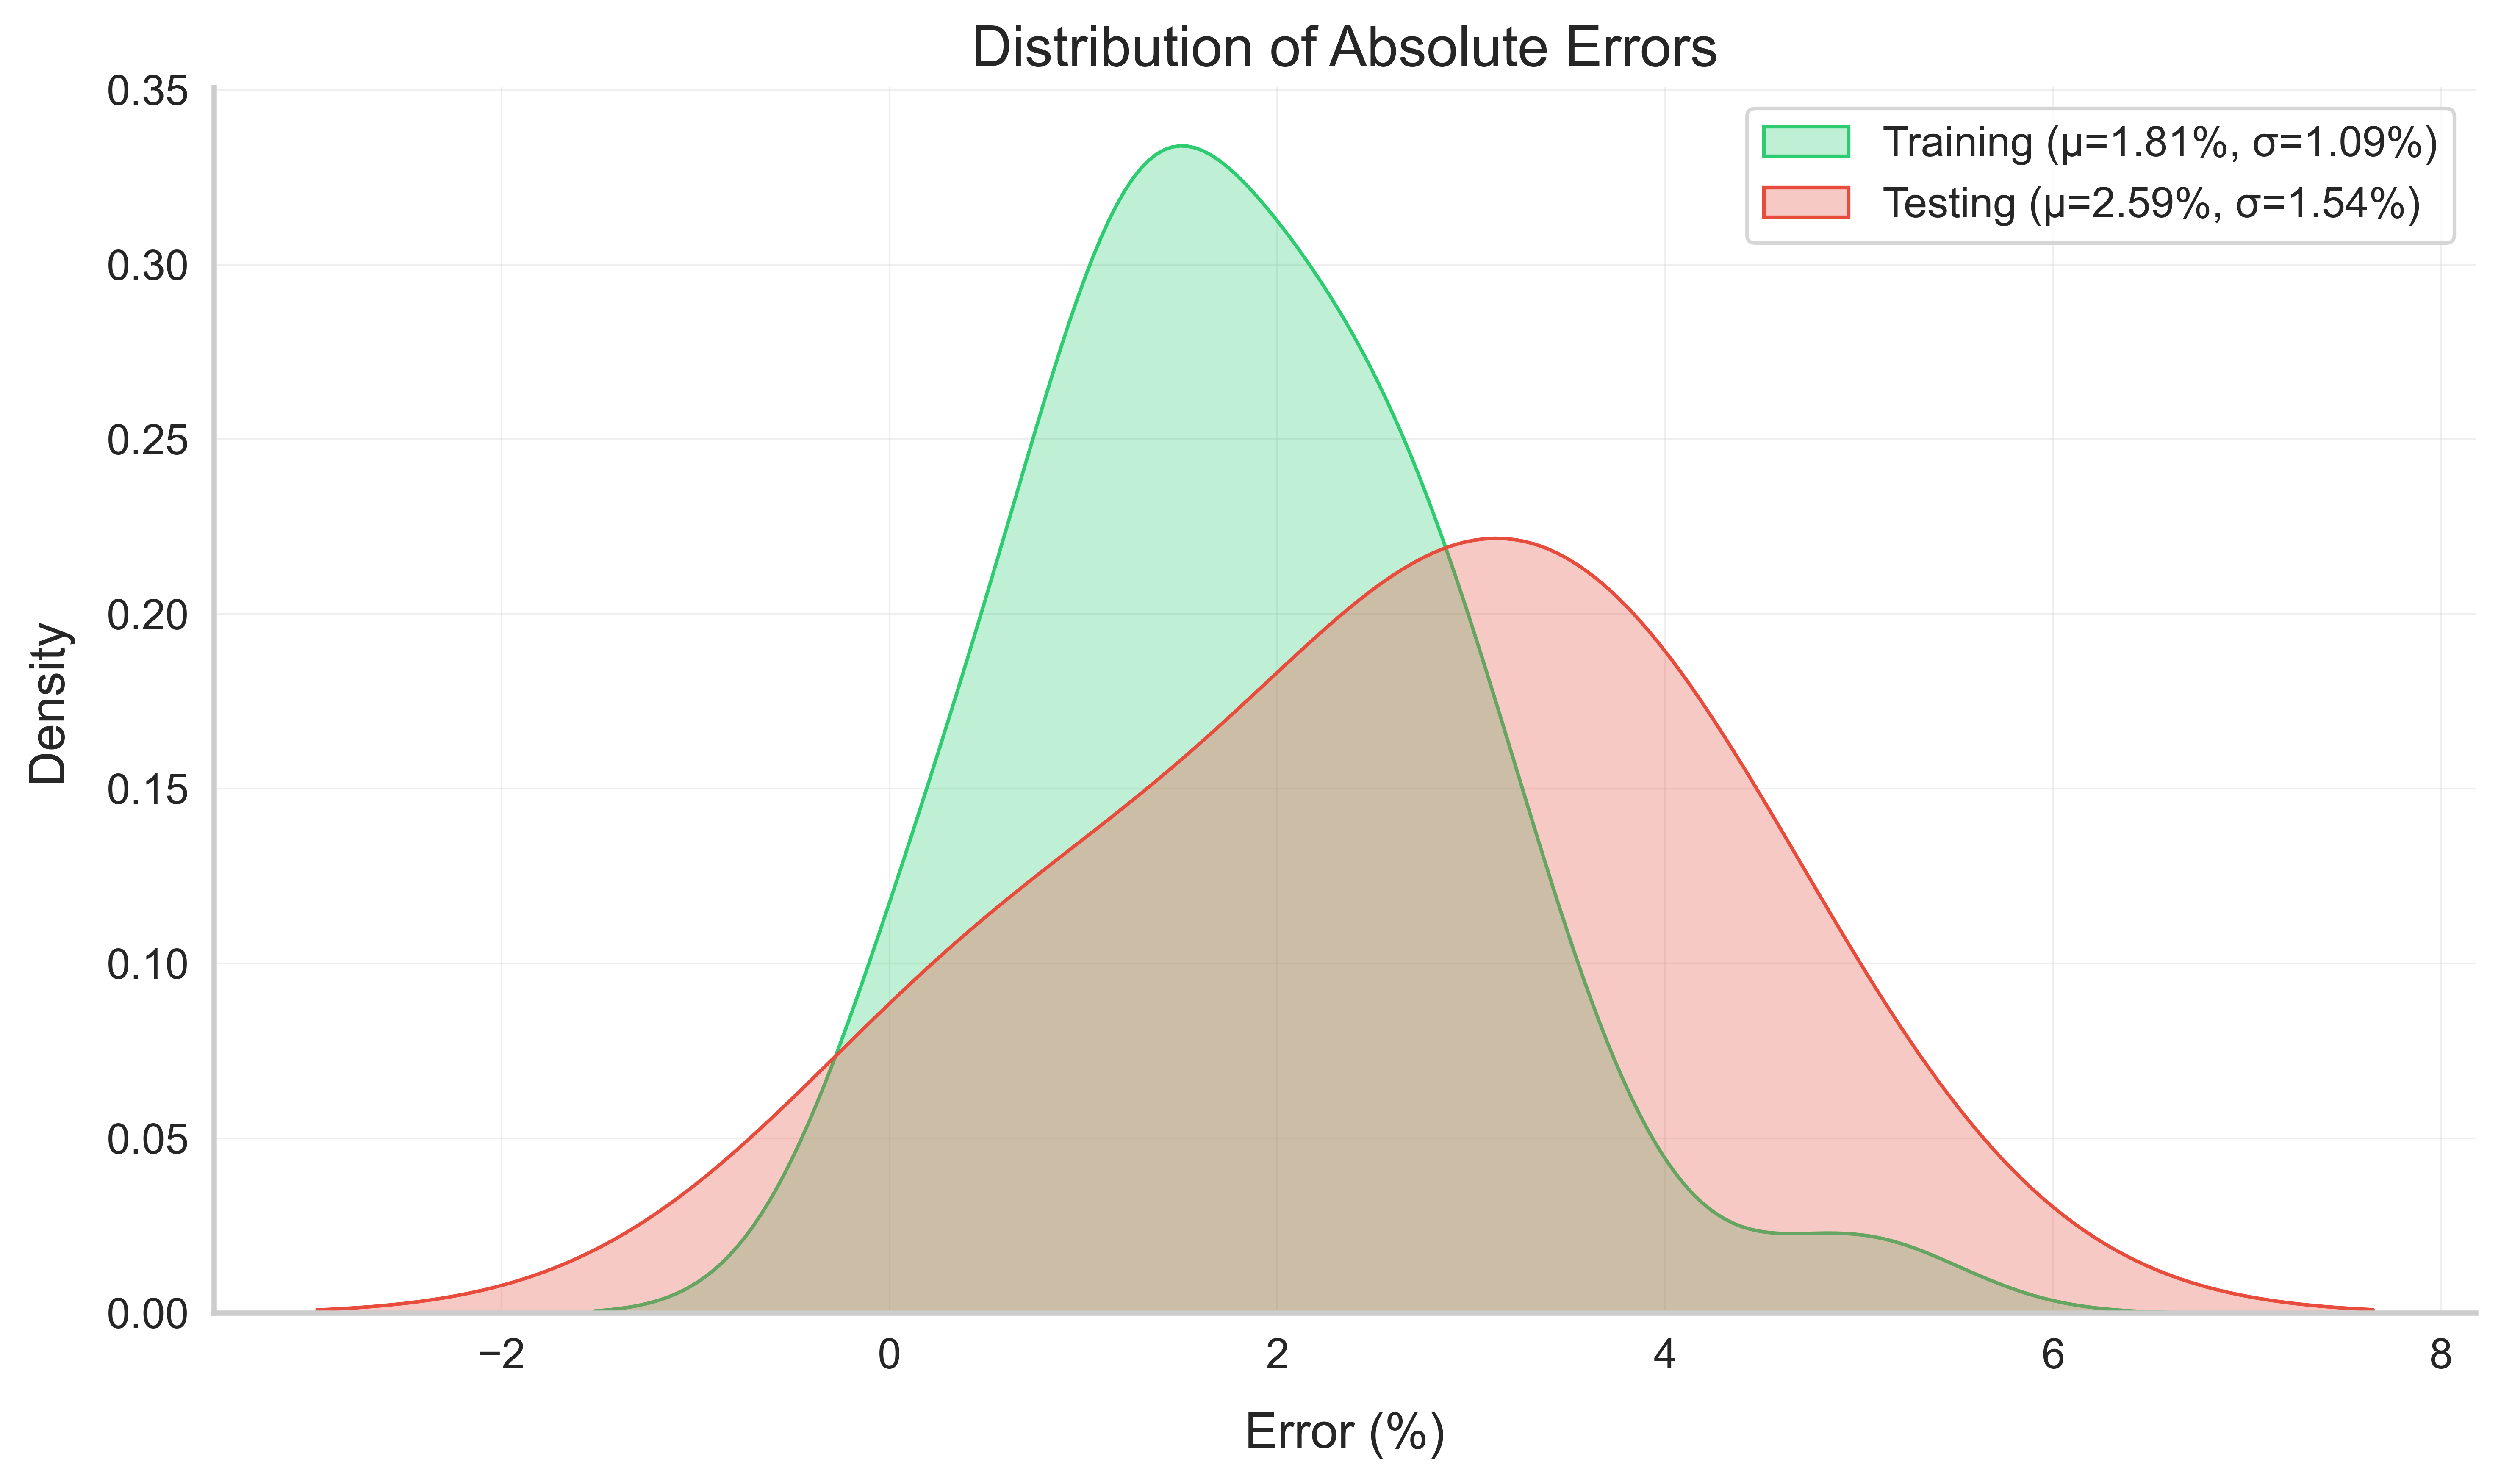 Distribution of Absolute Errors
Training (μ=1.81%, σ=1.09%)
Testing (μ=2.59%, σ=1.54%)
Density
0.35
0.30
0.25
0.20
0.15
0.10
0.05
0.00
−2
0
2
4
6
8
Error (%)